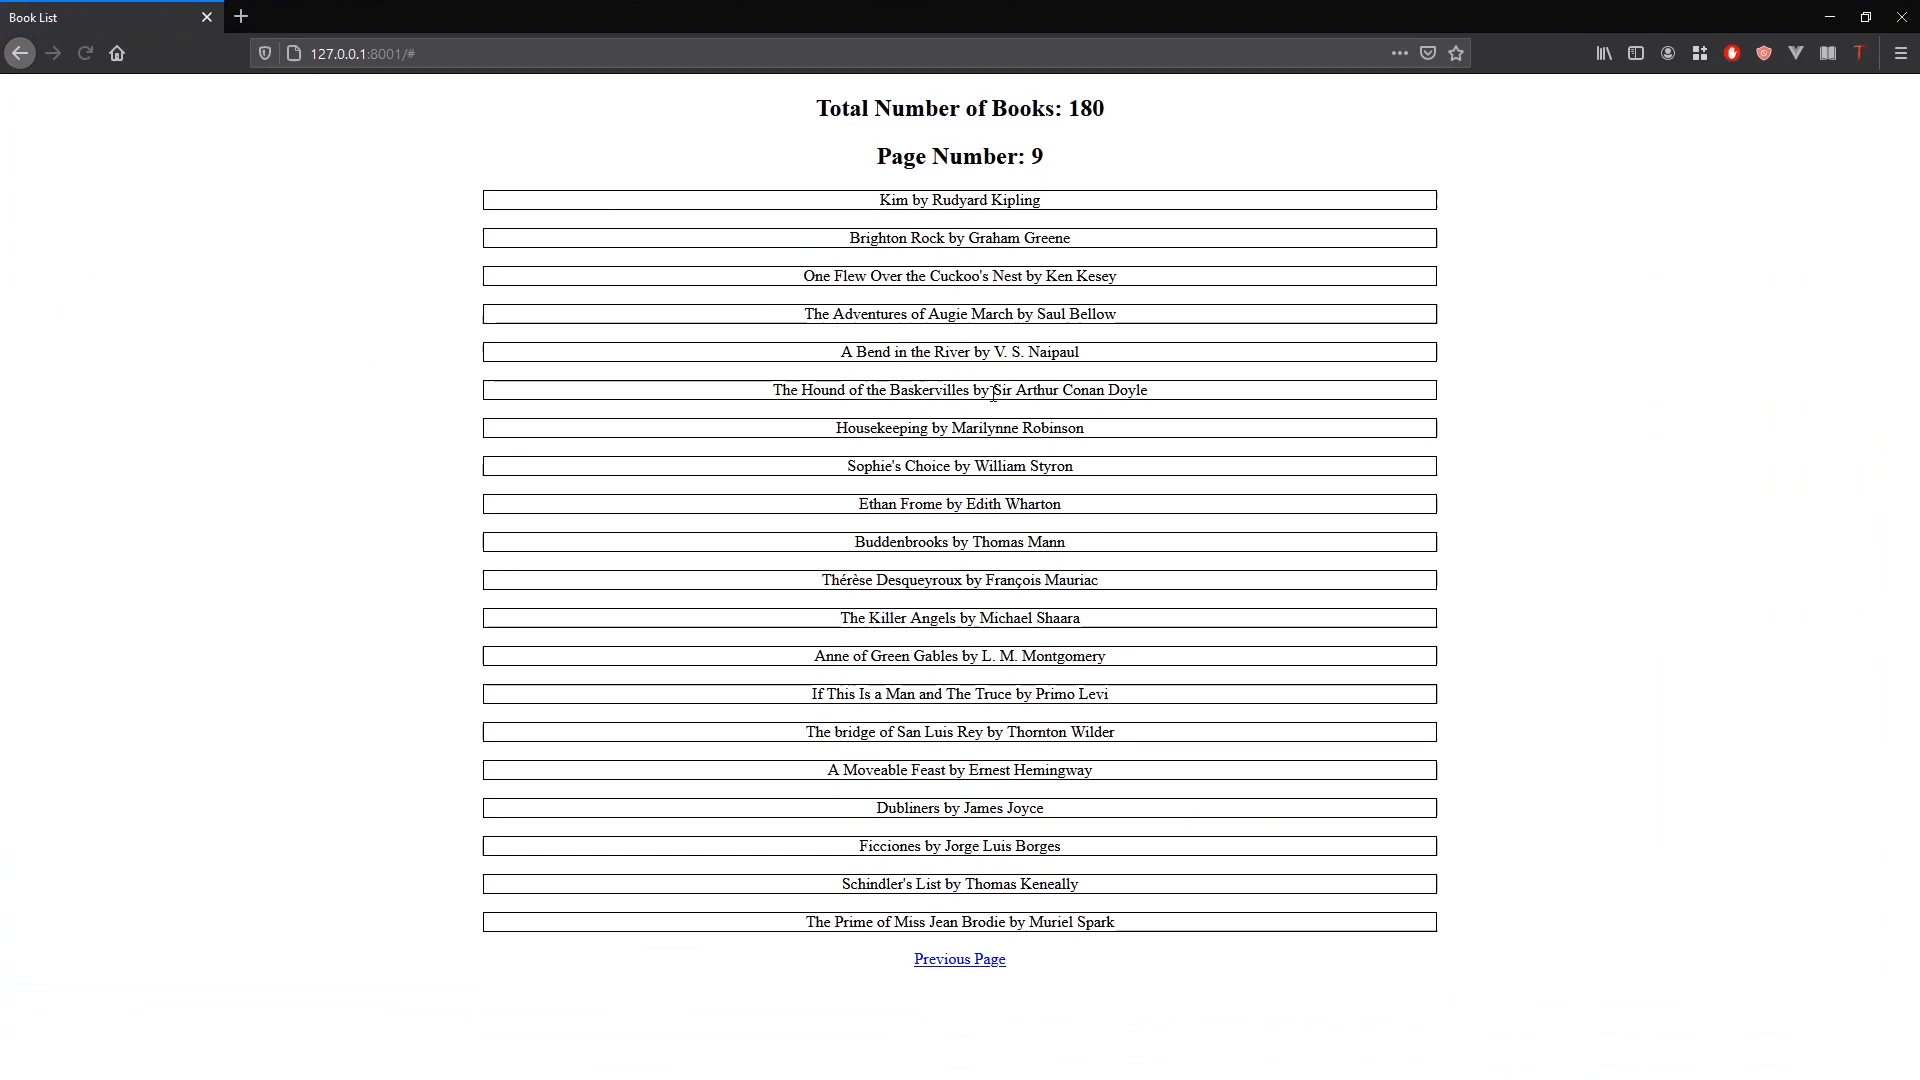 Book List
127.0.0.1:8001/#
T
Total Number of Books: 180
Page Number: 9
Kim by Rudyard Kipling
Brighton Rock by Graham Greene
One Flew Over the Cuckoo's Nest by Ken Kesey
The Adventures of Augie March by Saul Bellow
A Bend in the River by V. S. Naipaul
The Hound of the Baskervilles by Sir Arthur Conan Doyle
Housekeeping by Marilynne Robinson
Sophie's Choice by William Styron
Ethan Frome by Edith Wharton
Buddenbrooks by Thomas Mann
Thérèse Desqueyroux by François Mauriac
The Killer Angels by Michael Shaara
Anne of Green Gables by L. M. Montgomery
If This Is a Man and The Truce by Primo Levi
The bridge of San Luis Rey by Thornton Wilder
A Moveable Feast by Ernest Hemingway
Dubliners by James Joyce
Ficciones by Jorge Luis Borges
Schindler's List by Thomas Keneally
The Prime of Miss Jean Brodie by Muriel Spark
Previous Page